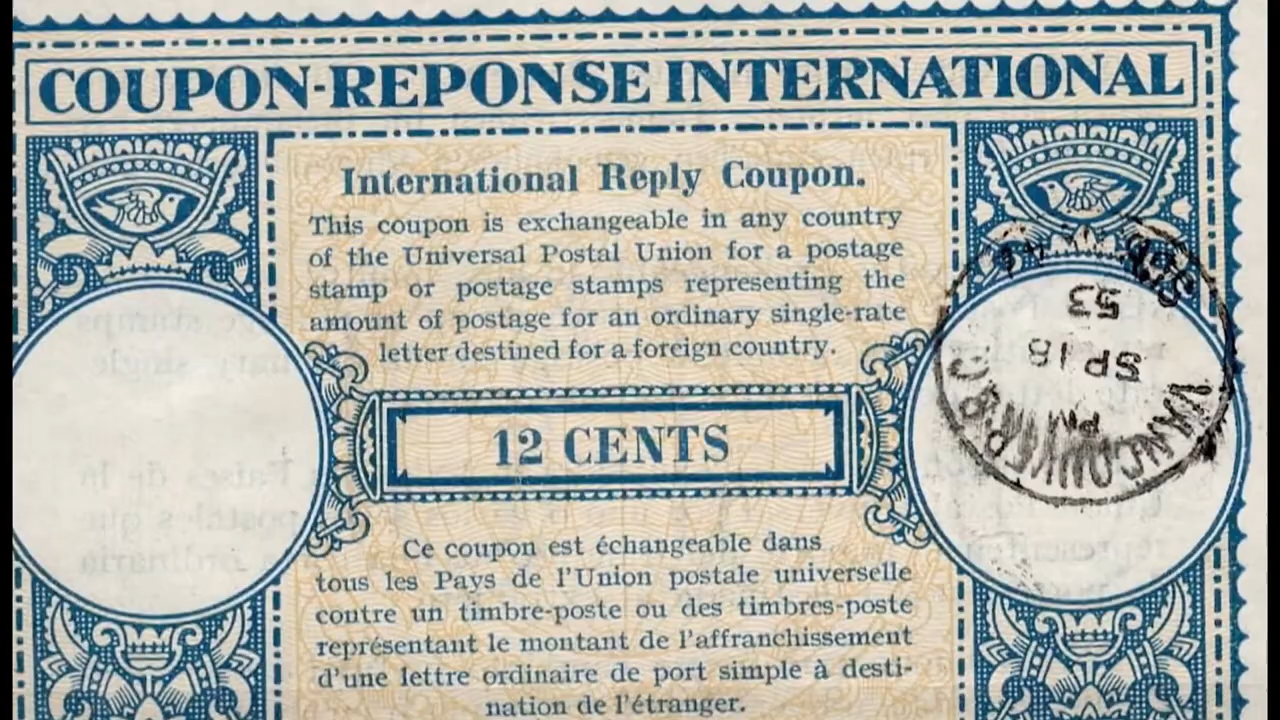 COUPON-REPONSE INTERNATIONAL
International Reply Coupon.
This coupon is exchangeable in any country
of the Universal Postal Union for a postage
stamp or postage stamps representing the
amount of postage for an ordinary single-rate
letter destined for a foreign country.
12 CENTS
Ce coupon est échangeable dans
tous les Pays de l'Union postale universelle
contre un timbre-poste ou des timbres-poste
représentant le montant de l'affranchissement
d'une lettre ordinaire de port simple à desti-
nation de l'étranger.
VANCOUVER·B C
PM
SP 18
53